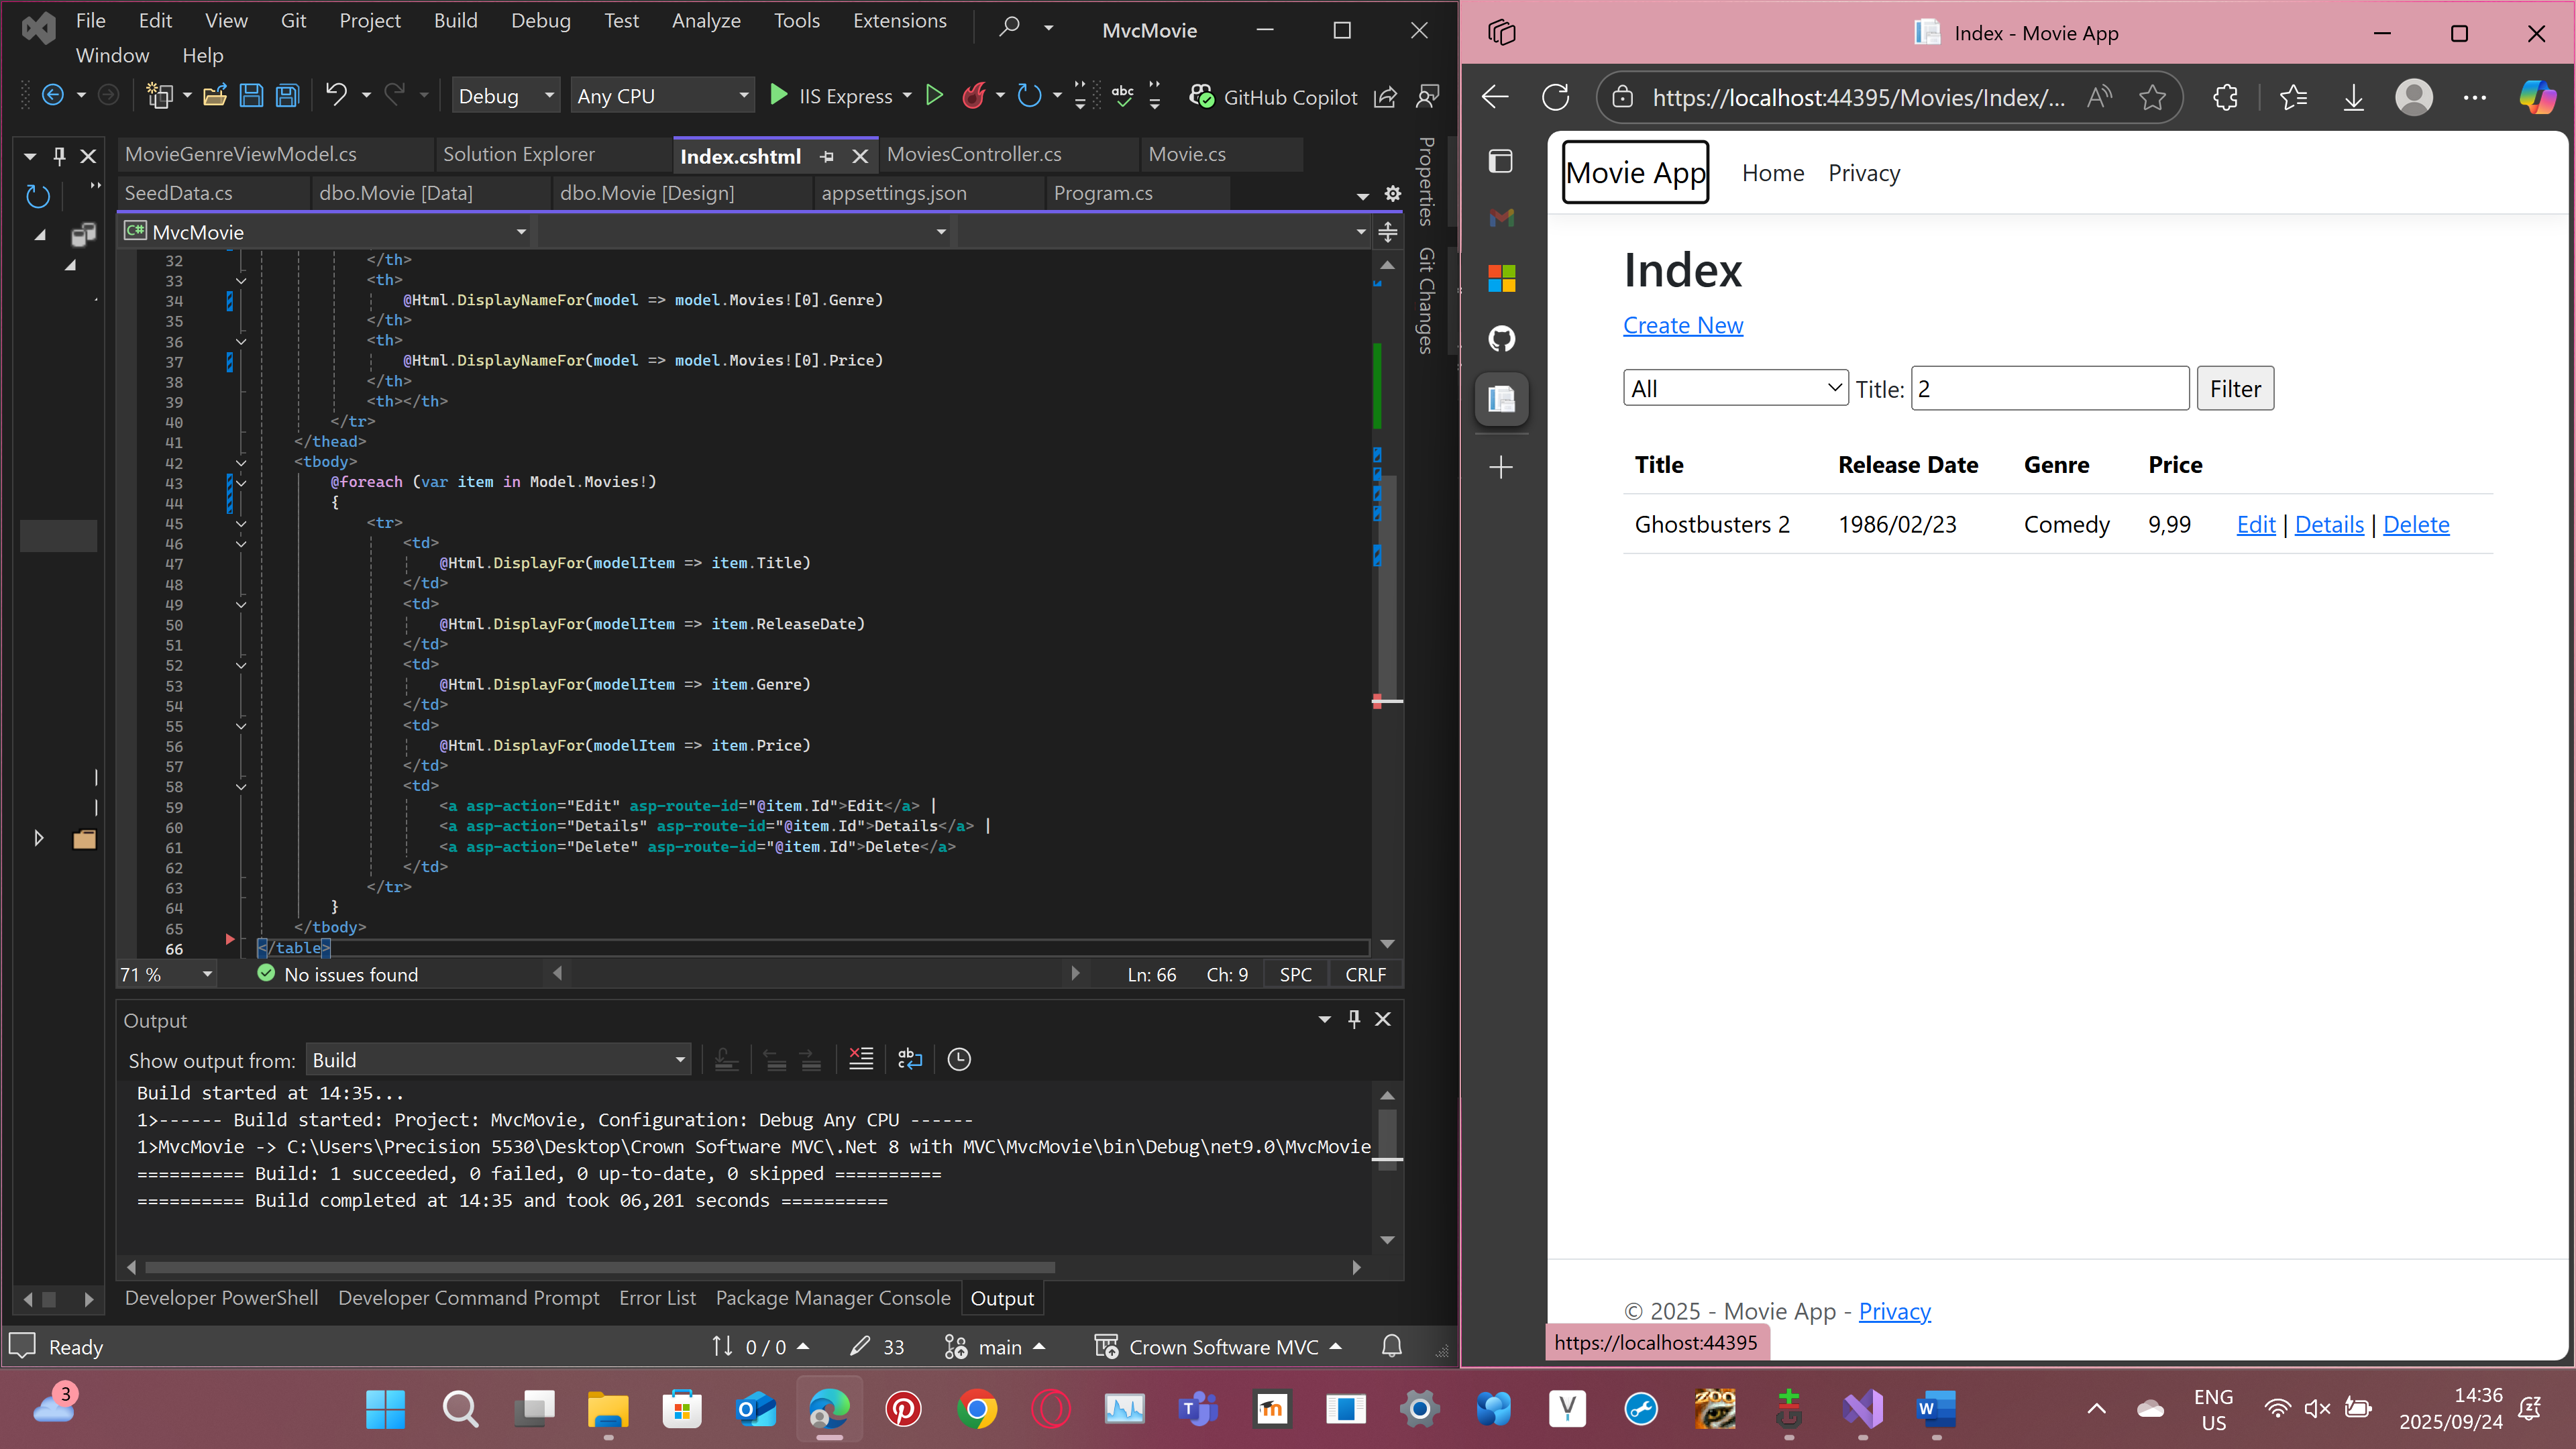 File Edit View Git Project Build Debug Test Analyze Tools Extensions MvcMovie
Window Help
Debug Any CPU IIS Express abc GitHub Copilot
MovieGenreViewModel.cs Solution Explorer Index.cshtml MoviesController.cs Movie.cs
SeedData.cs dbo.Movie [Data] dbo.Movie [Design] appsettings.json Program.cs
Properties
Git Changes
C# MvcMovie
32 </th>
33 <th>
34 @Html.DisplayNameFor(model => model.Movies![0].Genre)
35 </th>
36 <th>
37 @Html.DisplayNameFor(model => model.Movies![0].Price)
38 </th>
39 <th></th>
40 </tr>
41 </thead>
42 <tbody>
43 @foreach (var item in Model.Movies!)
44 {
45 <tr>
46 <td>
47 @Html.DisplayFor(modelItem => item.Title)
48 </td>
49 <td>
50 @Html.DisplayFor(modelItem => item.ReleaseDate)
51 </td>
52 <td>
53 @Html.DisplayFor(modelItem => item.Genre)
54 </td>
55 <td>
56 @Html.DisplayFor(modelItem => item.Price)
57 </td>
58 <td>
59 <a asp-action="Edit" asp-route-id="@item.Id">Edit</a> |
60 <a asp-action="Details" asp-route-id="@item.Id">Details</a> |
61 <a asp-action="Delete" asp-route-id="@item.Id">Delete</a>
62 </td>
63 </tr>
64 }
65 </tbody>
66 </table>
71 % No issues found Ln: 66 Ch: 9 SPC CRLF
Output
Show output from: Build
Build started at 14:35...
1>------ Build started: Project: MvcMovie, Configuration: Debug Any CPU ------
1>MvcMovie -> C:\Users\Precision 5530\Desktop\Crown Software MVC\.Net 8 with MVC\MvcMovie\bin\Debug\net9.0\MvcMovie
========== Build: 1 succeeded, 0 failed, 0 up-to-date, 0 skipped ==========
========== Build completed at 14:35 and took 06,201 seconds ==========
Developer PowerShell Developer Command Prompt Error List Package Manager Console Output
Ready 0 / 0 33 main Crown Software MVC
Index - Movie App
https://localhost:44395/Movies/Index/...
Movie App Home Privacy
Index
Create New
All Title: 2 Filter
Title Release Date Genre Price
Ghostbusters 2 1986/02/23 Comedy 9,99 Edit | Details | Delete
© 2025 - Movie App - Privacy
https://localhost:44395
3
ZOO
ENG
US
14:36
2025/09/24